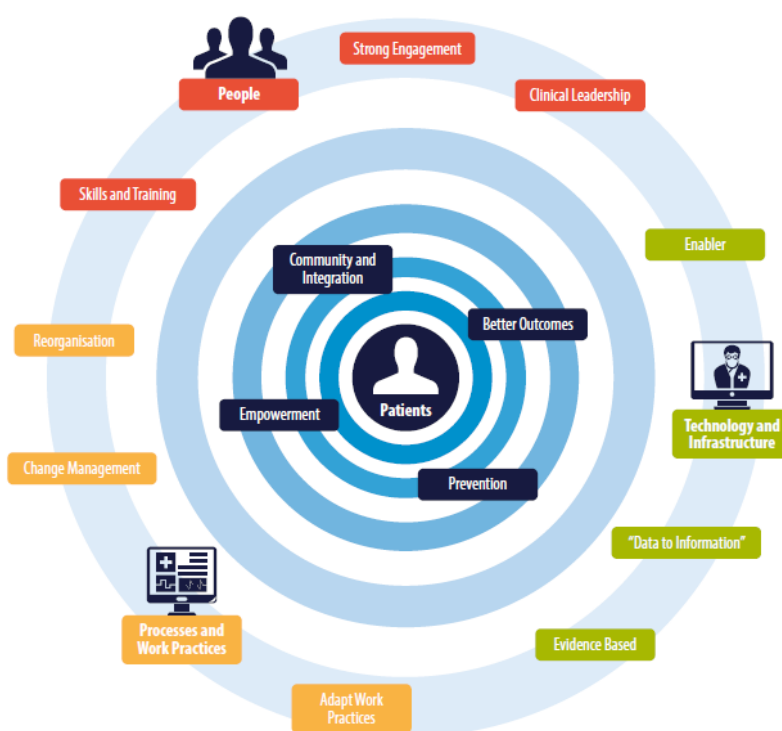 Strong Engagement
People
Clinical Leadership
Skills and Training
Enabler
Community and
Integration
Better Outcomes
Reorganisation
Patients
Empowerment
Technology and
Infrastructure
Change Management
Prevention
"Data to Information"
Processes and
Work Practices
Evidence Based
Adapt Work
Practices